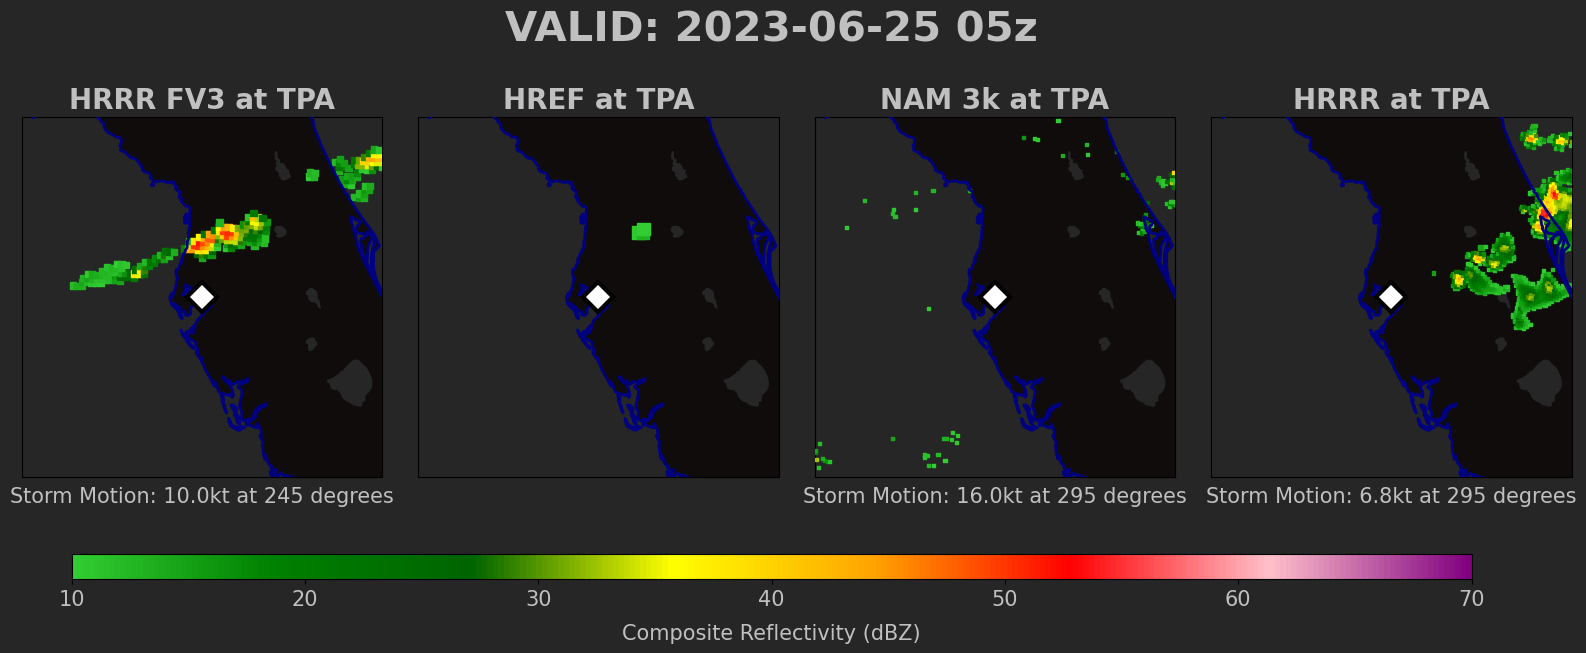 VALID: 2023-06-25 05z
HRRR FV3 at TPA
HREF at TPA
NAM 3k at TPA
HRRR at TPA
Storm Motion: 10.0kt at 245 degrees
Storm Motion: 16.0kt at 295 degrees
Storm Motion: 6.8kt at 295 degrees
10 20 30 40 50 60 70
Composite Reflectivity (dBZ)